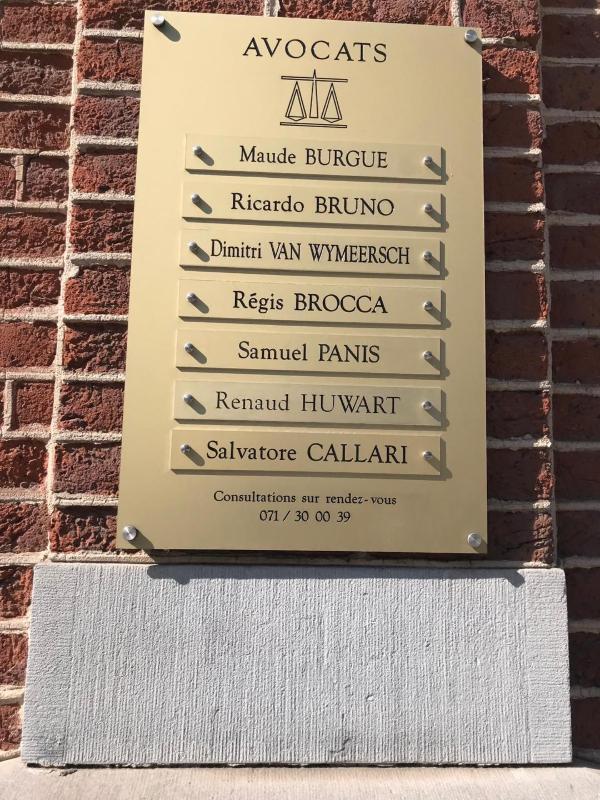 AVOCATS
Maude BURGUE
Ricardo BRUNO
Dimitri VAN WYMEERSCH
Régis BROCCA
Samuel PANIS
Renaud HUWART
Salvatore CALLARI
Consultations sur rendez-vous
071 / 30 00 39